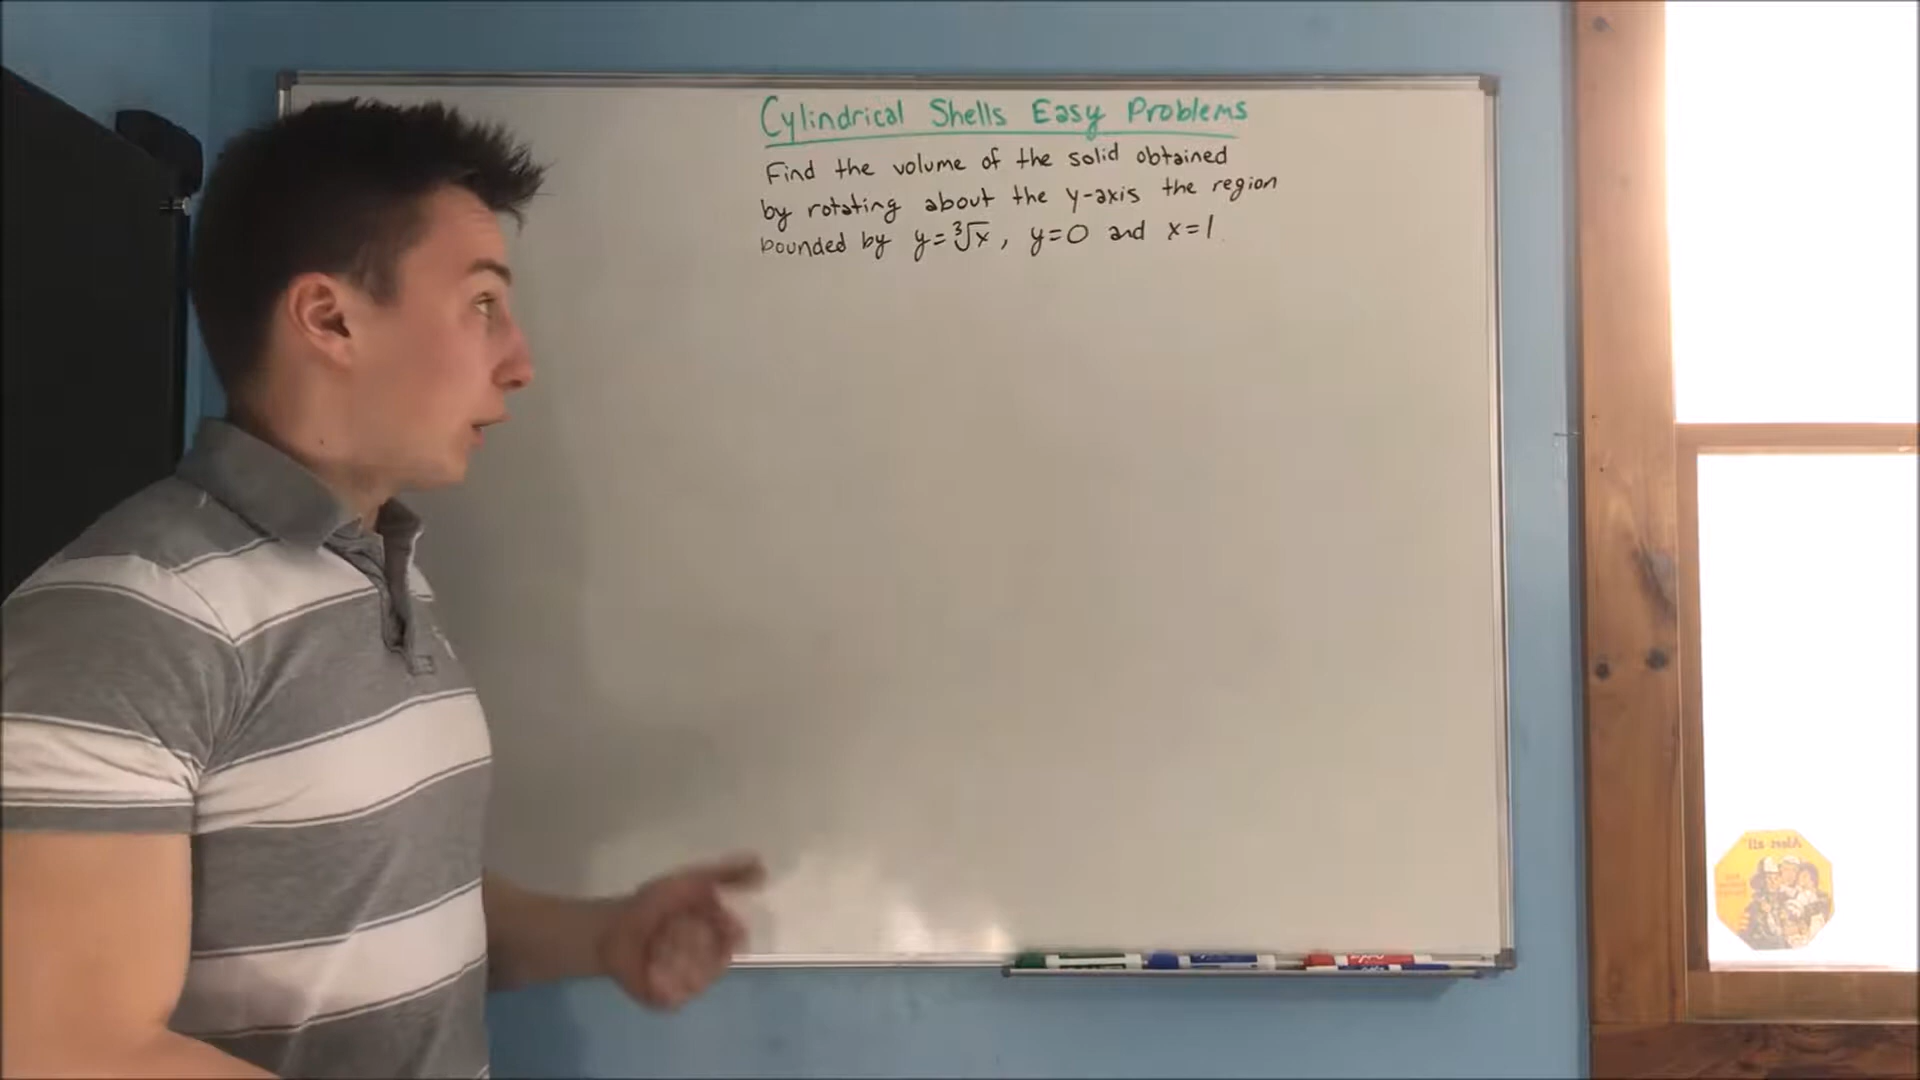 Cylindrical Shells Easy Problems
Find the volume of the solid obtained
by rotating about the y-axis the region
bounded by y=∛x, y=0 and x=1